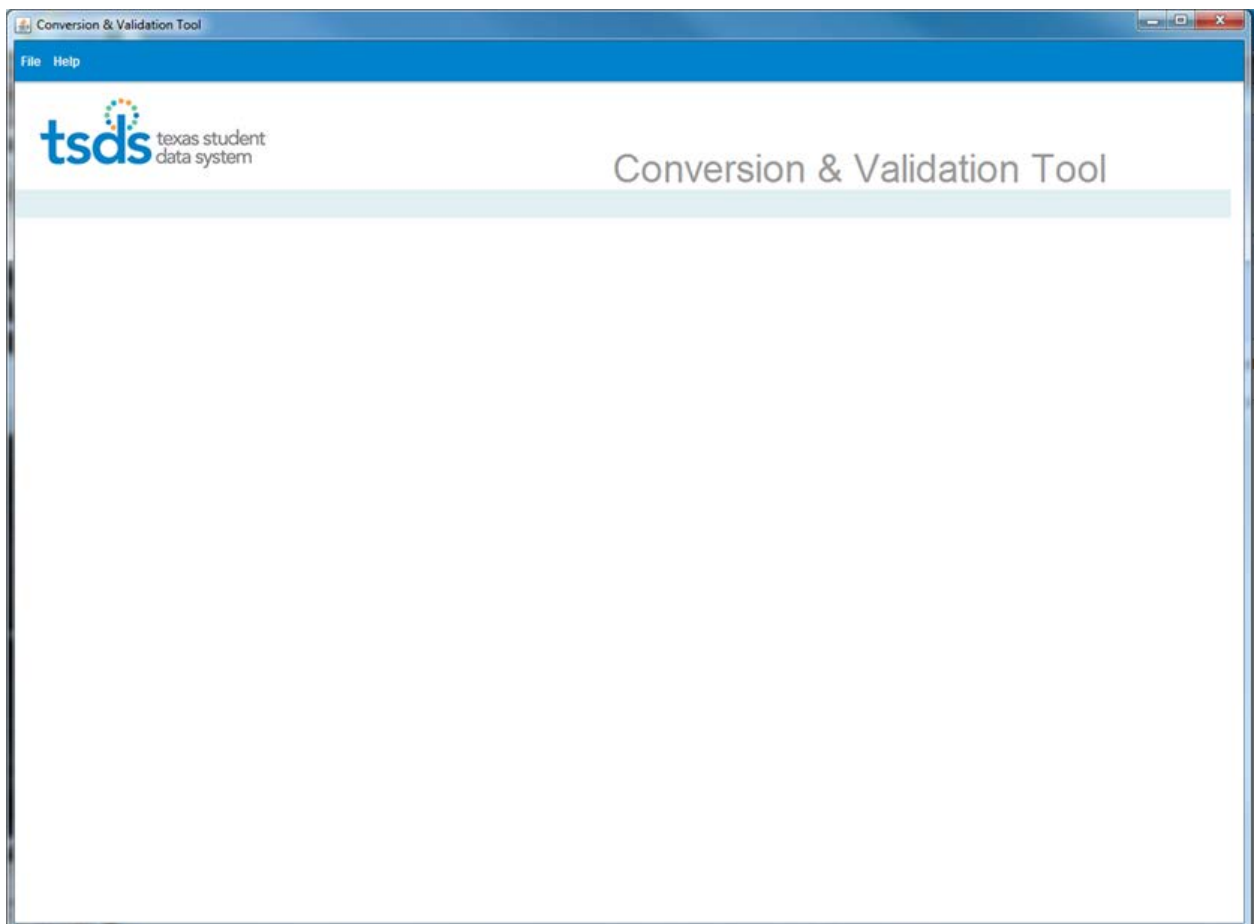 Conversion & Validation Tool
File Help
tsds texas student
data system
Conversion & Validation Tool